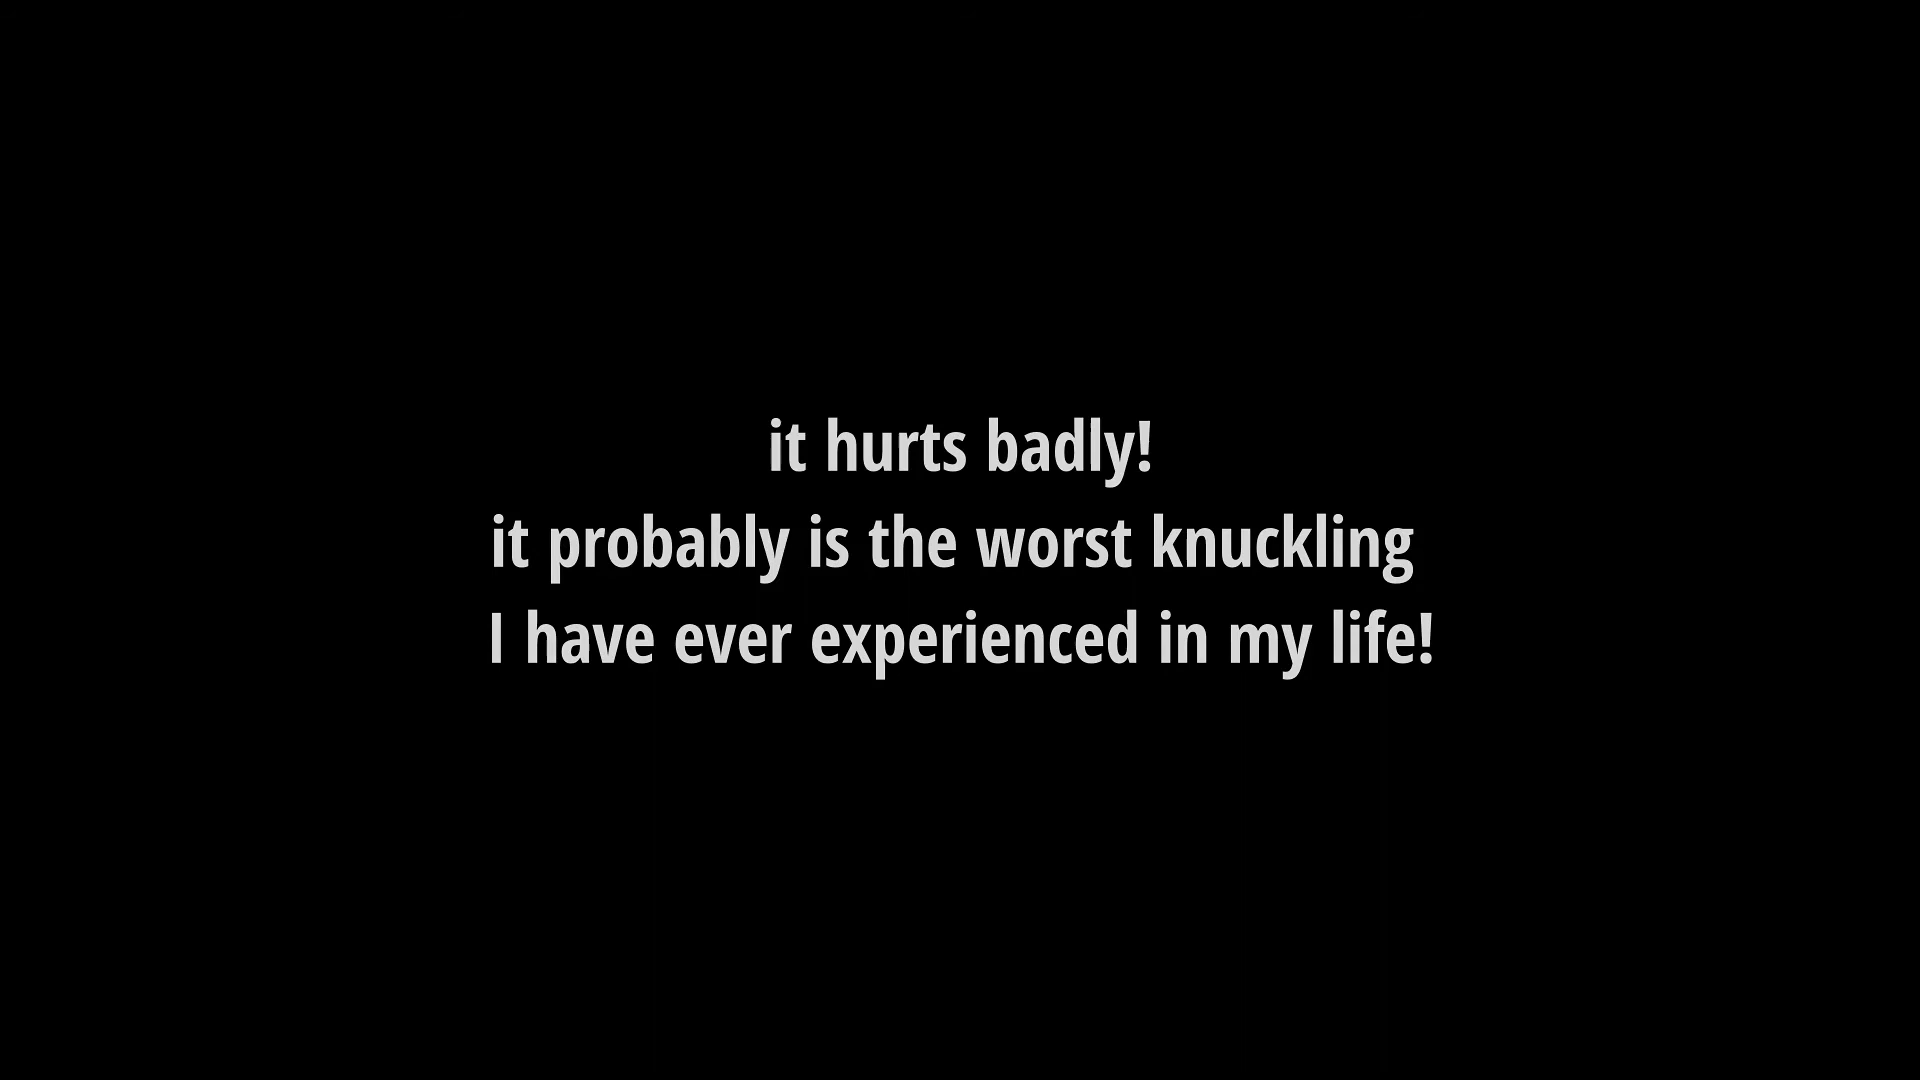 it hurts badly!
it probably is the worst knuckling
I have ever experienced in my life!